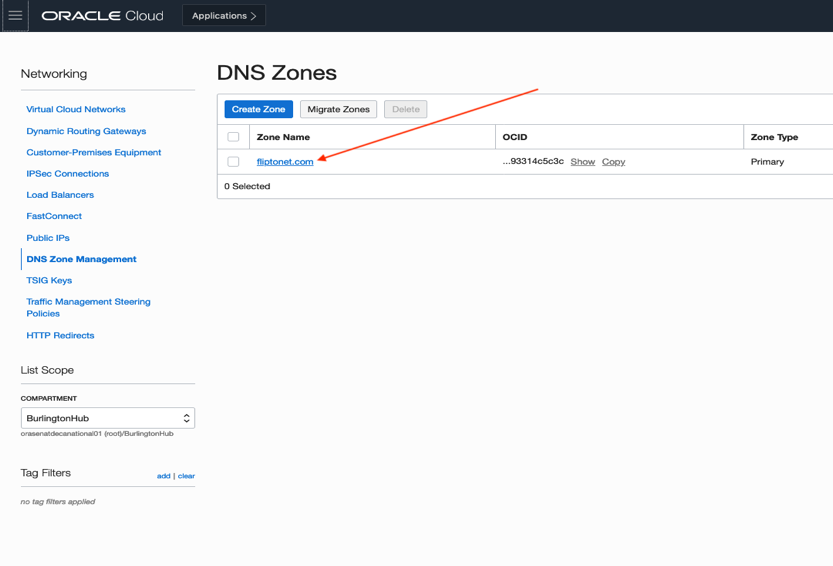 ORACLE Cloud
Applications >
Networking
Virtual Cloud Networks
Dynamic Routing Gateways
Customer-Premises Equipment
IPSec Connections
Load Balancers
FastConnect
Public IPs
DNS Zone Management
TSIG Keys
Traffic Management Steering
Policies
HTTP Redirects
List Scope
COMPARTMENT
BurlingtonHub
orasenatdecanational01 (root)/BurlingtonHub
Tag Filters add | clear
no tag filters applied
DNS Zones
Create Zone Migrate Zones Delete
Zone Name OCID Zone Type
fliptonet.com ...93314c5c3c Show Copy Primary
0 Selected